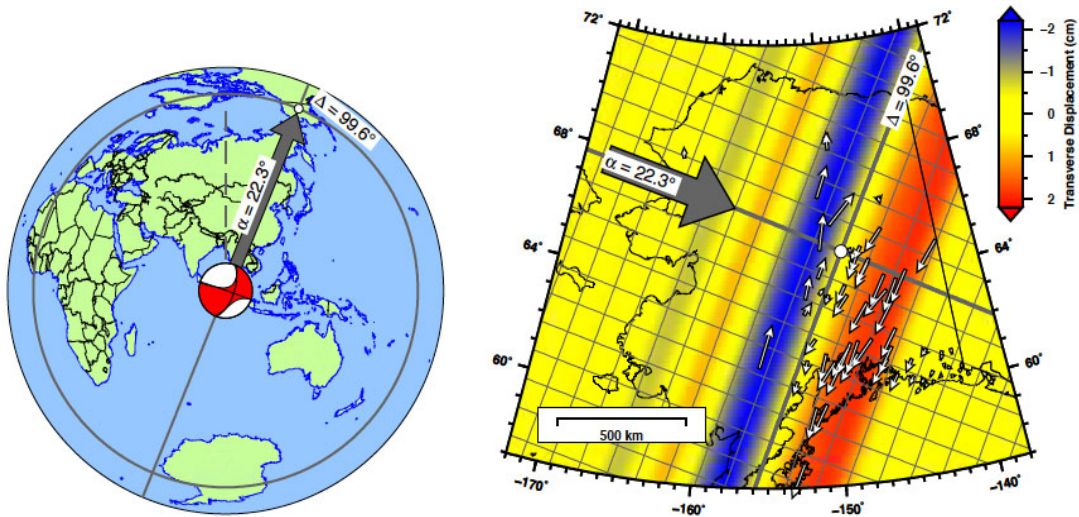 Δ = 99.6°
α = 22.3°
72°
72°
68°
68°
64°
64°
60°
60°
−170°
−160°
−150°
−140°
α = 22.3°
Δ = 99.6°
500 km
−2
−1
0
1
2
Transverse Displacement (cm)